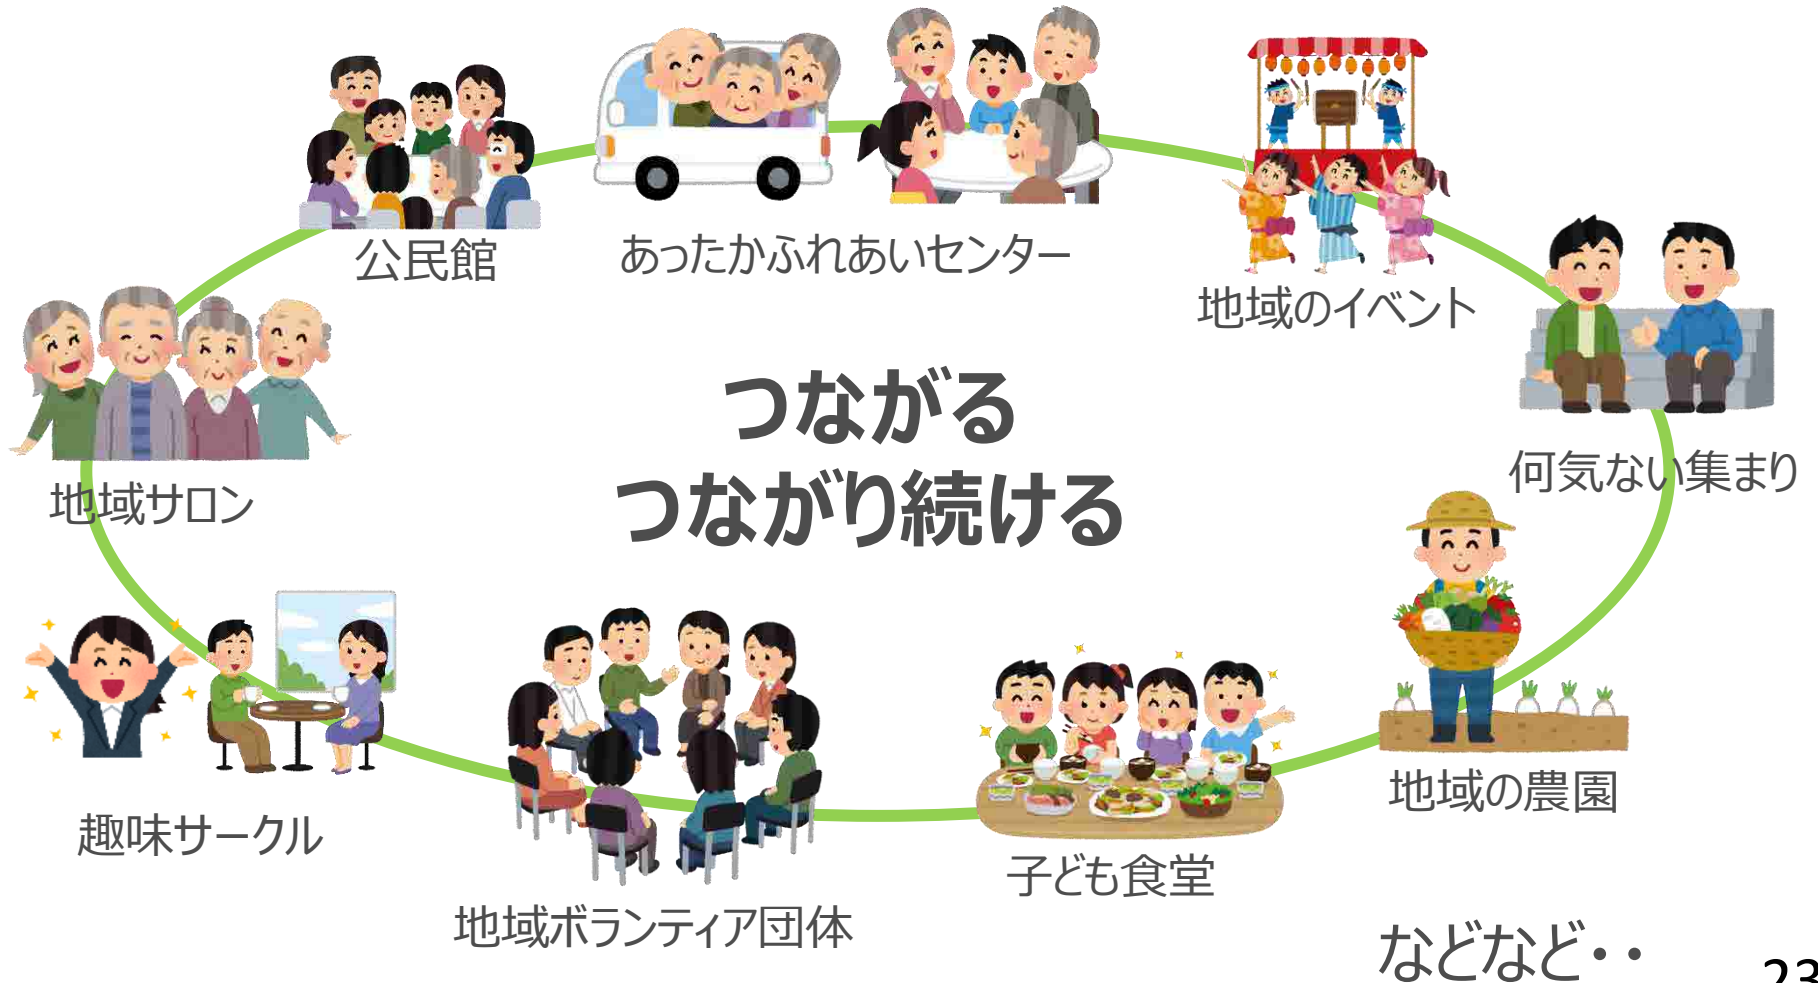 公民館
あったかふれあいセンター
地域のイベント
何気ない集まり
つながる
つながり続ける
地域サロン
地域の農園
趣味サークル
子ども食堂
地域ボランティア団体
などなど・・
23